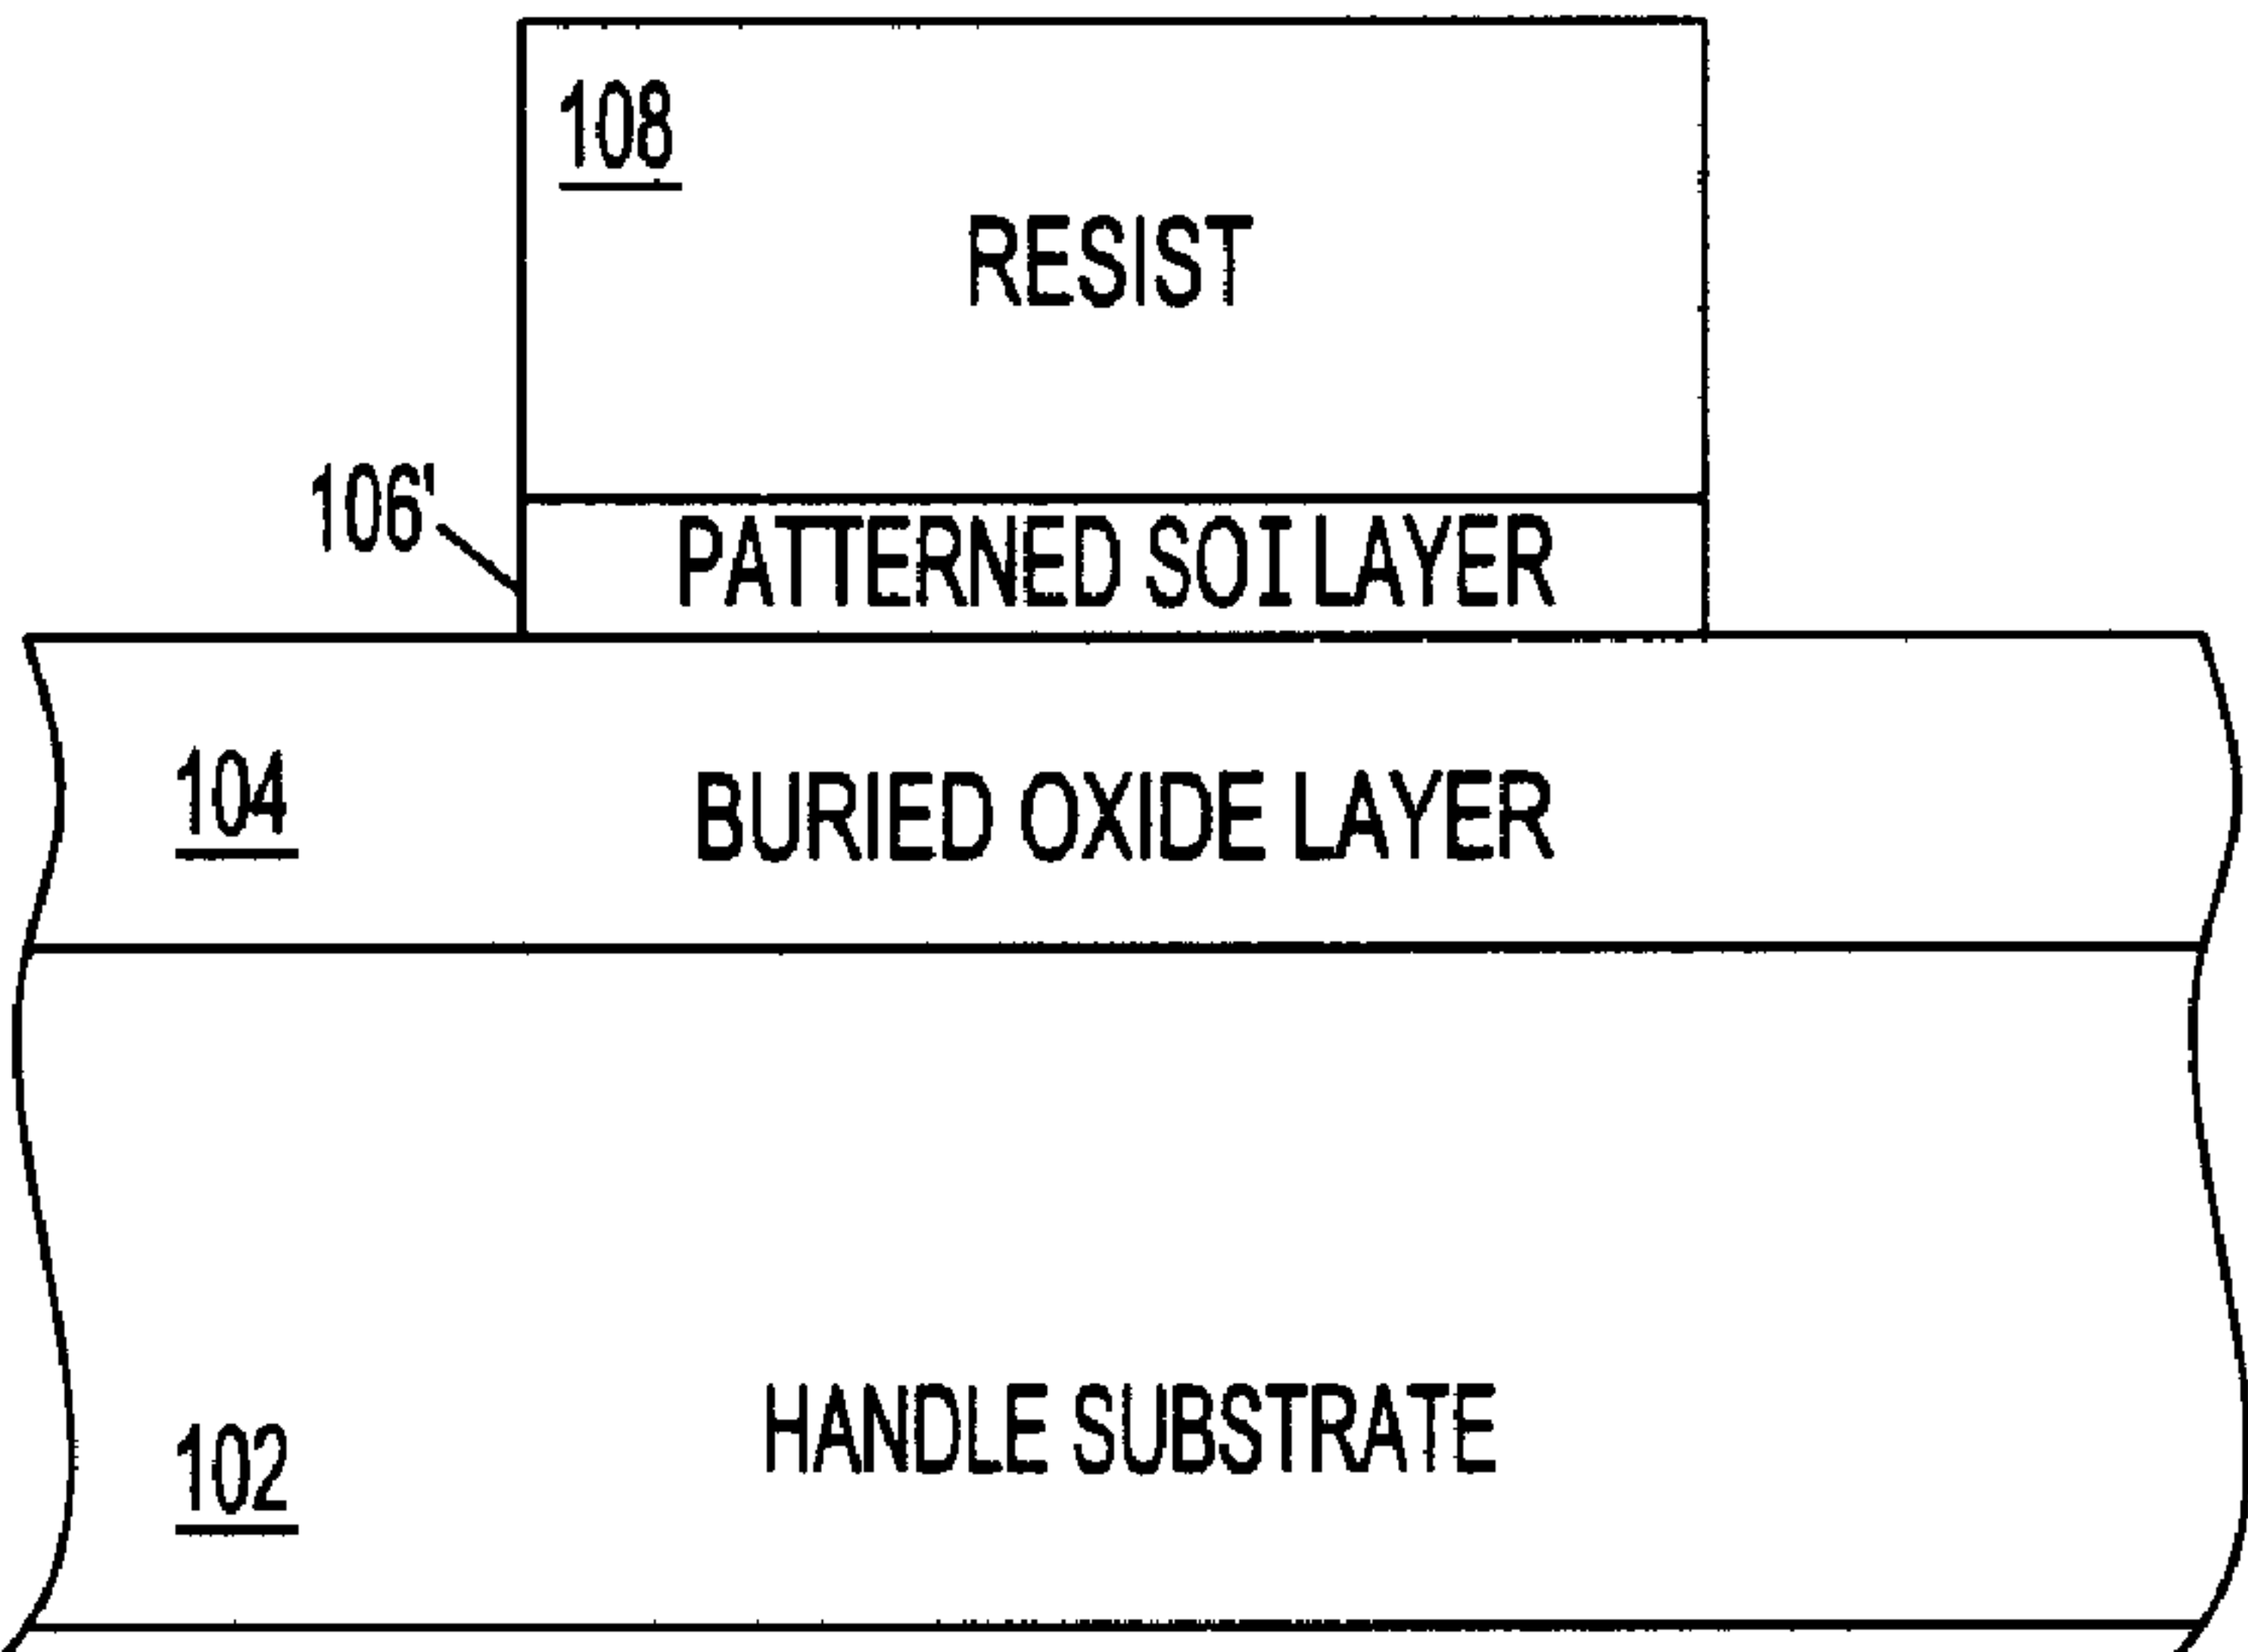 108
RESIST
106'
PATTERNED SOI LAYER
104
BURIED OXIDE LAYER
HANDLE SUBSTRATE
102